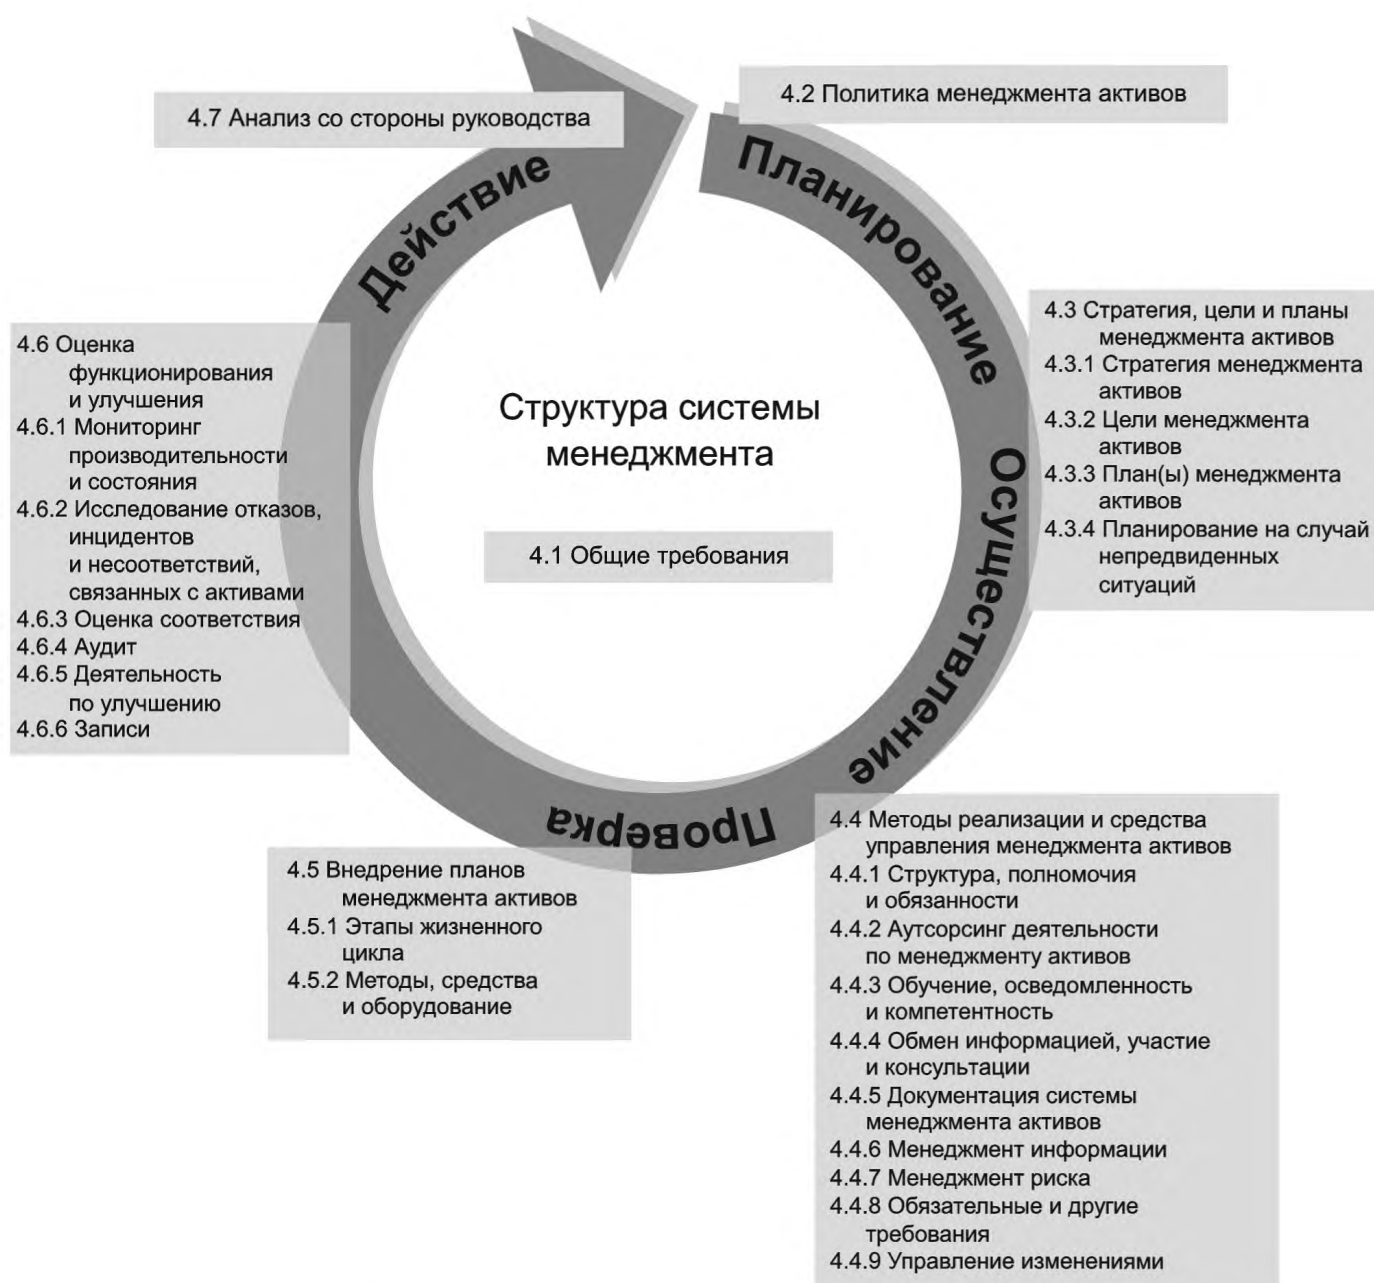 4.2 Политика менеджмента активов
4.7 Анализ со стороны руководства
Планирование
Действие
Осуществление
Проверка
Структура системы
менеджмента
4.1 Общие требования
4.3 Стратегия, цели и планы
менеджмента активов
4.3.1 Стратегия менеджмента
активов
4.3.2 Цели менеджмента
активов
4.3.3 План(ы) менеджмента
активов
4.3.4 Планирование на случай
непредвиденных
ситуаций
4.4 Методы реализации и средства
управления менеджмента активов
4.4.1 Структура, полномочия
и обязанности
4.4.2 Аутсорсинг деятельности
по менеджменту активов
4.4.3 Обучение, осведомленность
и компетентность
4.4.4 Обмен информацией, участие
и консультации
4.4.5 Документация системы
менеджмента активов
4.4.6 Менеджмент информации
4.4.7 Менеджмент риска
4.4.8 Обязательные и другие
требования
4.4.9 Управление изменениями
4.5 Внедрение планов
менеджмента активов
4.5.1 Этапы жизненного
цикла
4.5.2 Методы, средства
и оборудование
4.6 Оценка
функционирования
и улучшения
4.6.1 Мониторинг
производительности
и состояния
4.6.2 Исследование отказов,
инцидентов
и несоответствий,
связанных с активами
4.6.3 Оценка соответствия
4.6.4 Аудит
4.6.5 Деятельность
по улучшению
4.6.6 Записи